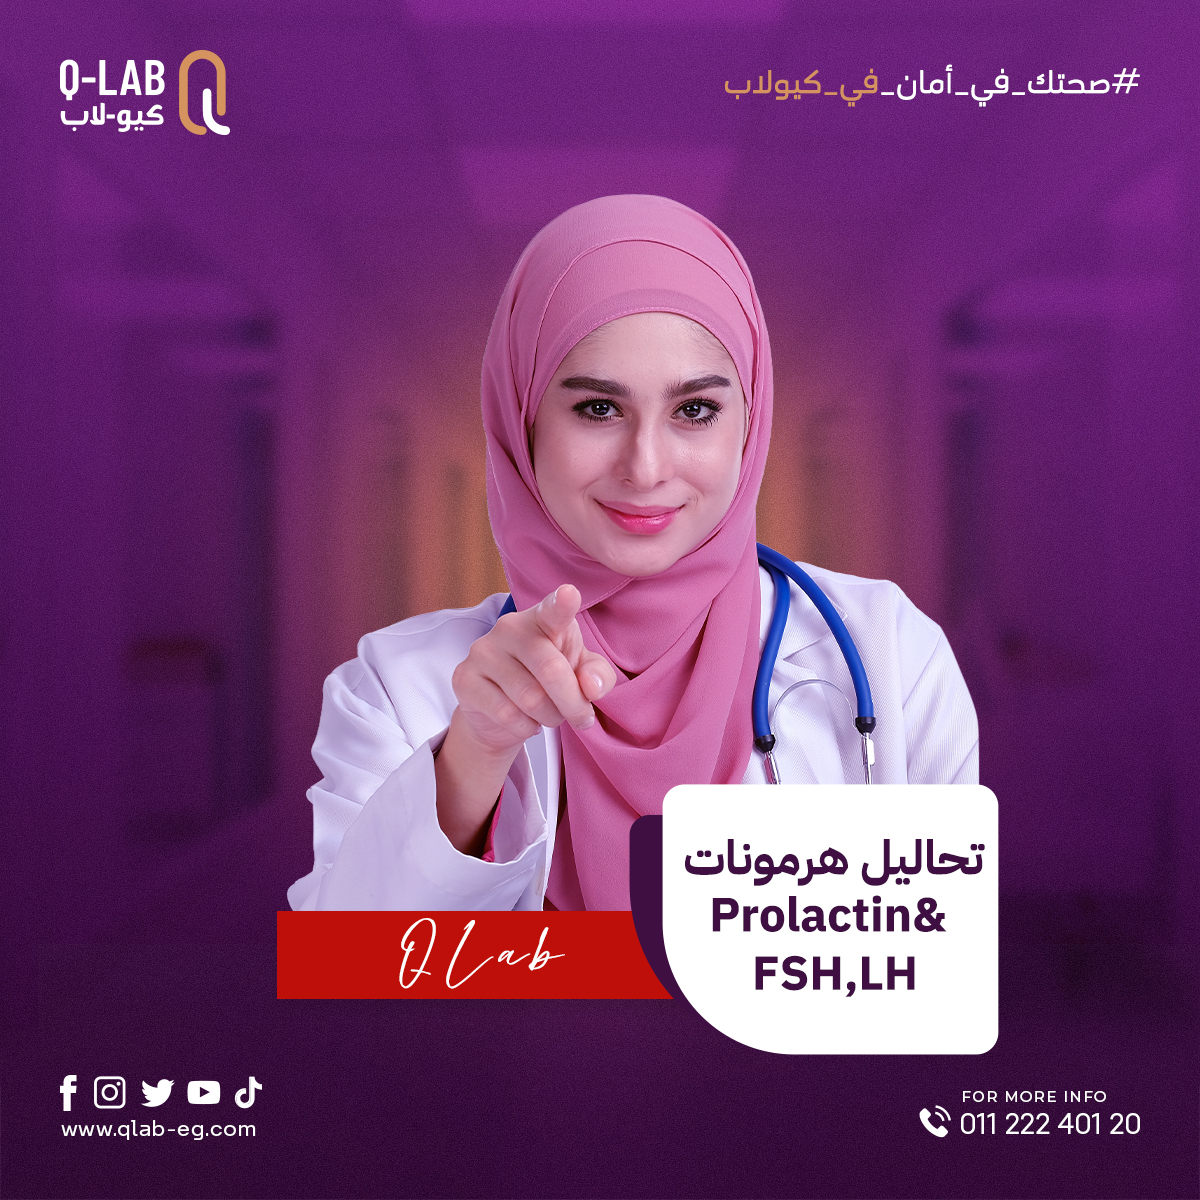 Q-LAB
كيو-لاب
#صحتك_في_أمان_في_كيولاب
تحاليل هرمونات
Prolactin&
FSH,LH
Q Lab
www.qlab-eg.com
FOR MORE INFO
011 222 401 20